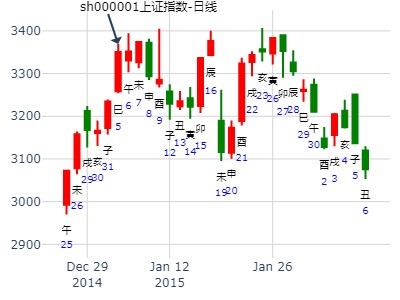 sh000001上证指数-日线
3400
3300
3200
3100
3000
2900
午
25
未
26
戌
29
亥
30
子
31
巳
5
午
6
未
7
申
8
酉
9
子
12
丑
13
寅
14
卯
15
辰
16
未
19
申
20
酉
21
戌
22
亥
23
寅
26
卯
27
辰
28
巳
29
午
30
酉
2
戌
3
亥
4
子
5
丑
6
Dec 29
2014
Jan 12
2015
Jan 26